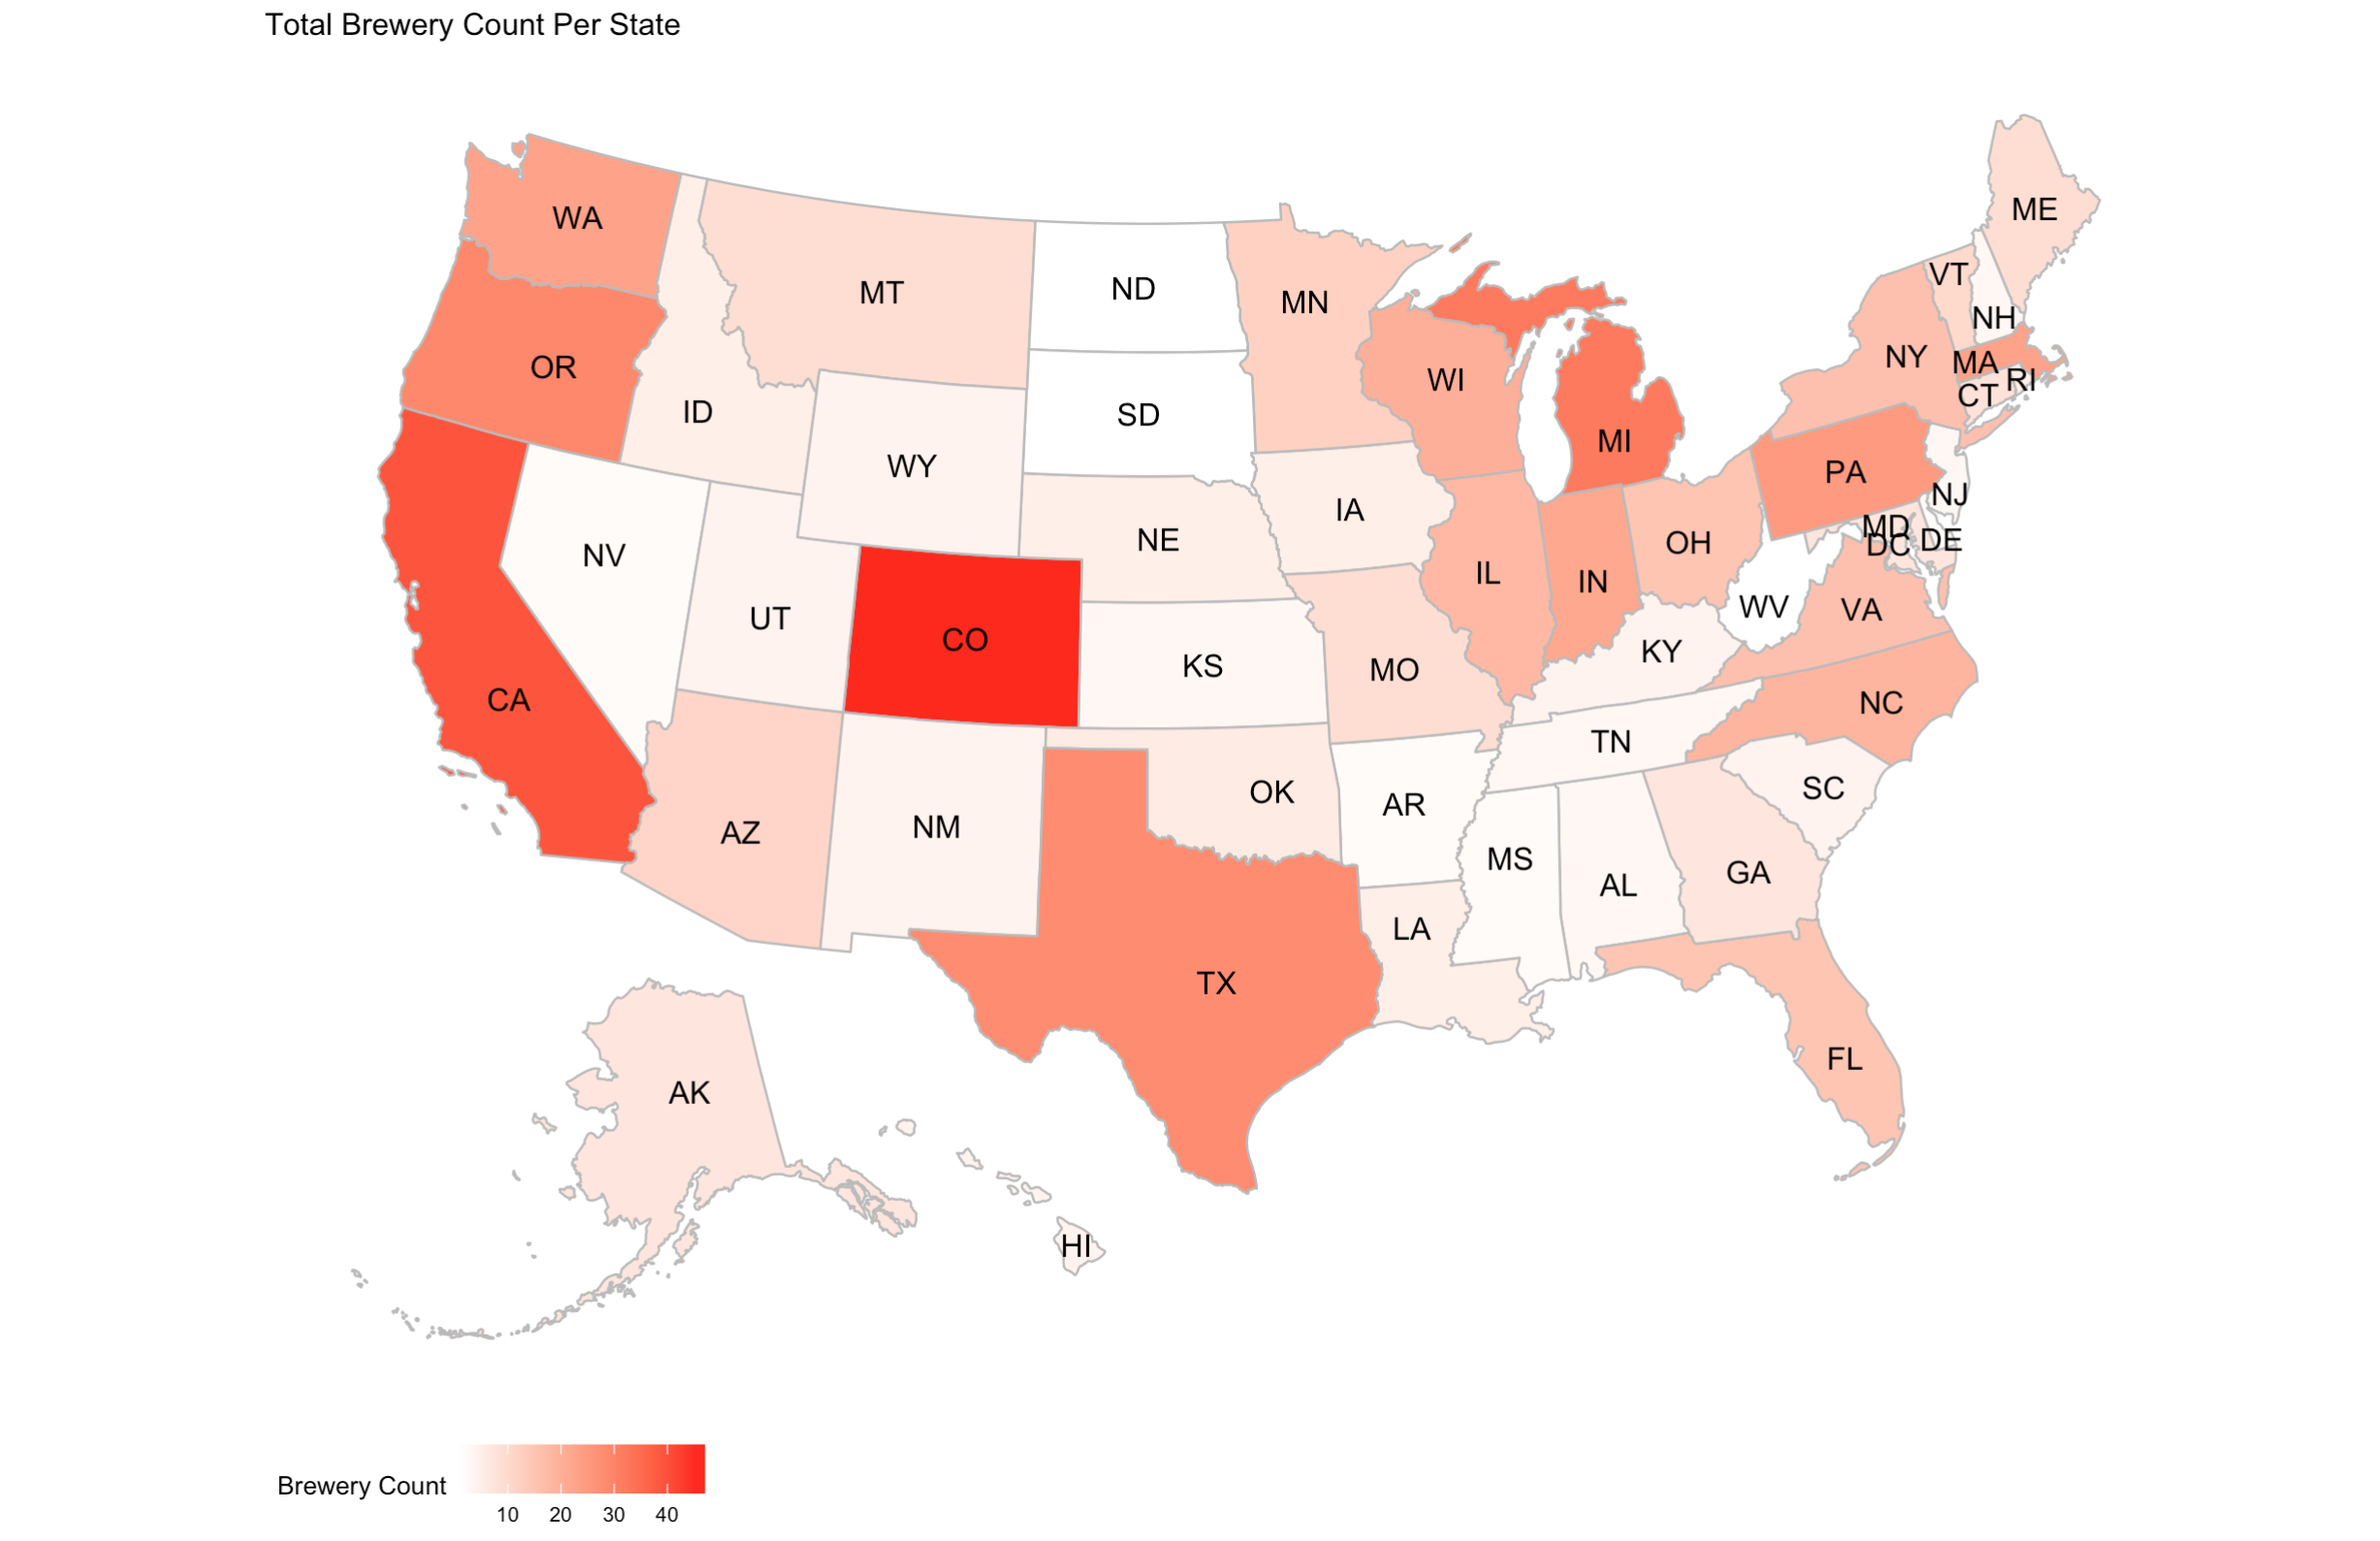 Total Brewery Count Per State
ME
WA
VT
MT
ND
MN
NH
NY
MA
OR
WI
RI
CT
ID
SD
MI
WY
PA
NJ
IA
MD
NE
OH
DE
DC
NV
IL
IN
WV
VA
UT
CO
KY
KS
MO
CA
NC
TN
SC
OK
AR
NM
AZ
MS
GA
AL
LA
TX
FL
AK
HI
Brewery Count
10 20 30 40